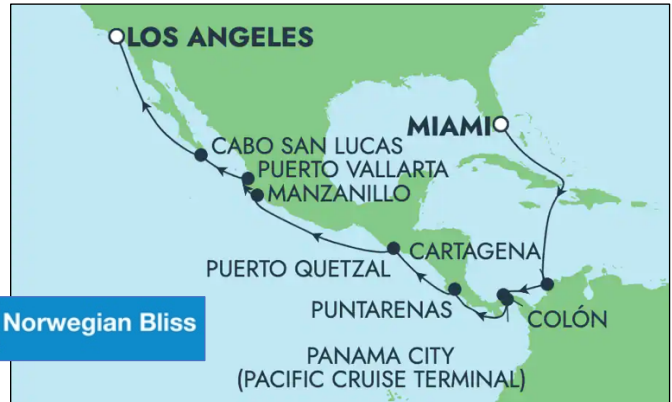 LOS ANGELES
MIAMI
CABO SAN LUCAS
PUERTO VALLARTA
MANZANILLO
CARTAGENA
PUERTO QUETZAL
PUNTARENAS
COLÓN
Norwegian Bliss
PANAMA CITY
(PACIFIC CRUISE TERMINAL)